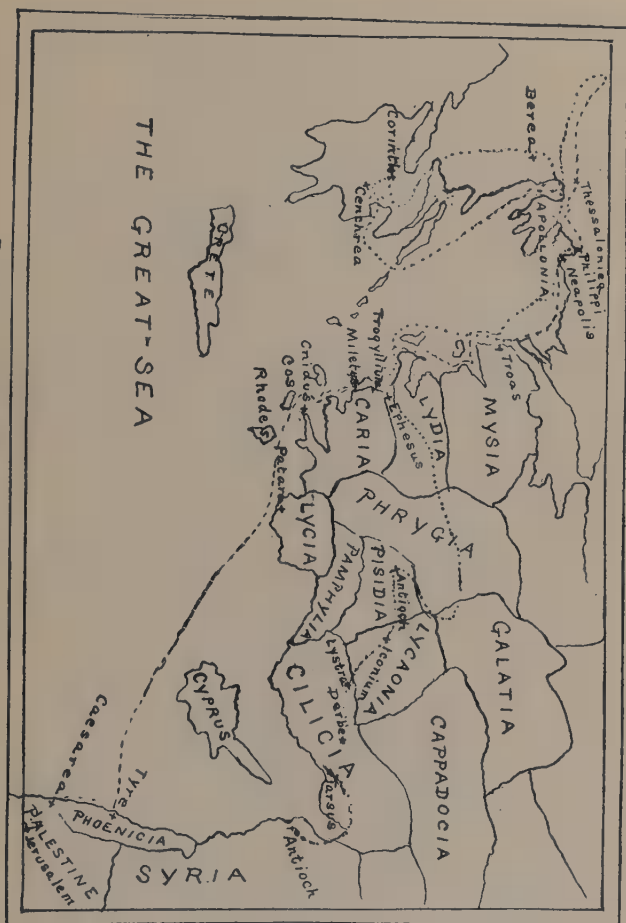 Berea
Thessalonica
Philippi
Neapolis
APOLLONIA
Corinth
Cenchrea
THE GREAT-SEA
CRETE
Troas
MYSIA
LYDIA
Ephesus
Trogyllium
Miletus
CARIA
Cnidus
Cos
Rhodes
Patara
LYCIA
PHRYGIA
GALATIA
PISIDIA
Antioch
PAMPHYLIA
LYCAONIA
Iconium
Lystra
Derbe
CILICIA
Tarsus
CAPPADOCIA
CYPRUS
Antioch
SYRIA
Tyre
PHOENICIA
Caesarea
PALESTINE
Jerusalem